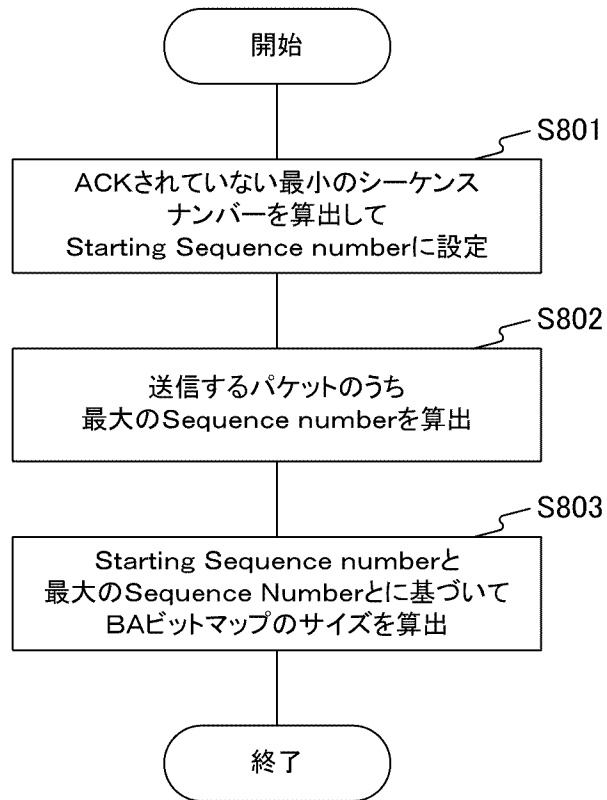 開始
S801
ACKされていない最小のシーケンス
ナンバーを算出して
Starting Sequence numberに設定
S802
送信するパケットのうち
最大のSequence numberを算出
S803
Starting Sequence numberと
最大のSequence Numberとに基づいて
BAビットマップのサイズを算出
終了